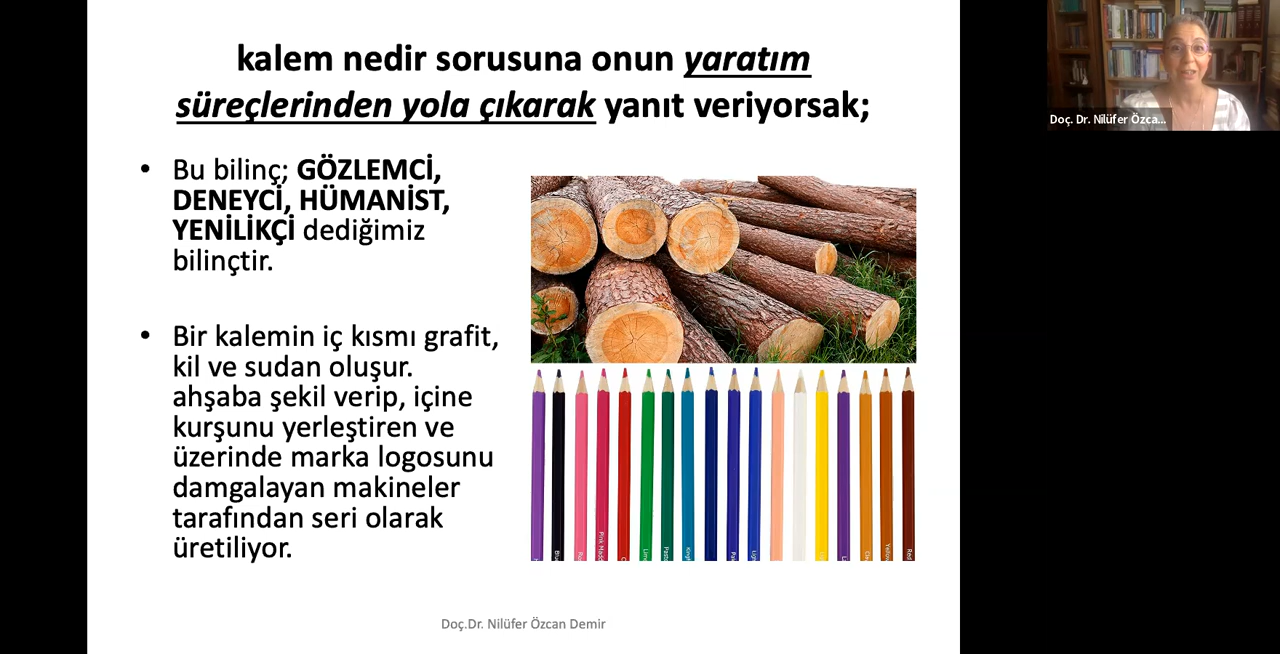 kalem nedir sorusuna onun yaratım
süreçlerinden yola çıkarak yanıt veriyorsak;
• Bu bilinç; GÖZLEMCİ,
DENEYCİ, HÜMANİST,
YENİLİKÇİ dediğimiz
bilinçtir.
• Bir kalemin iç kısmı grafit,
kil ve sudan oluşur.
ahşaba şekil verip, içine
kurşunu yerleştiren ve
üzerinde marka logosunu
damgalayan makineler
tarafından seri olarak
üretiliyor.
Doç.Dr. Nilüfer Özcan Demir
Doç. Dr. Nilüfer Özca...